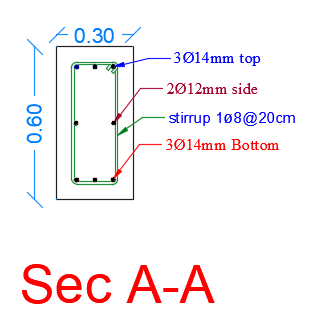 0.30
3Ø14mm top
2Ø12mm side
0.60
stirrup 1ø8@20cm
3Ø14mm Bottom
Sec A-A